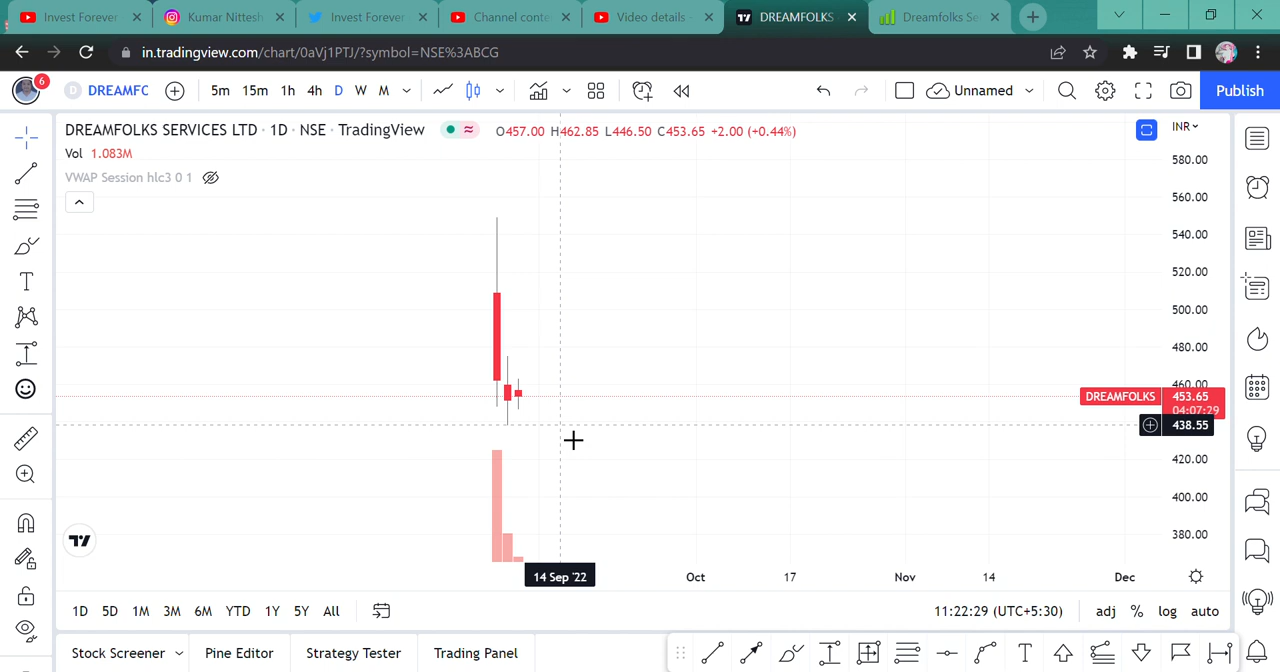 Invest Forever
Kumar Nittesh
Invest Forever
Channel conte
Video details -
DREAMFOLKS
Dreamfolks Se
in.tradingview.com/chart/0aVj1PTJ/?symbol=NSE%3ABCG
6
D DREAMFC 5m 15m 1h 4h D W M Unnamed Publish
DREAMFOLKS SERVICES LTD · 1D · NSE · TradingView O457.00 H462.85 L446.50 C453.65 +2.00 (+0.44%) INR
Vol 1.083M
VWAP Session hlc3 0 1
580.00
560.00
540.00
520.00
500.00
480.00
460.00
DREAMFOLKS 453.65
04:07:29
438.55
420.00
400.00
380.00
14 Sep '22 Oct 17 Nov 14 Dec
1D 5D 1M 3M 6M YTD 1Y 5Y All 11:22:29 (UTC+5:30) adj % log auto
Stock Screener Pine Editor Strategy Tester Trading Panel